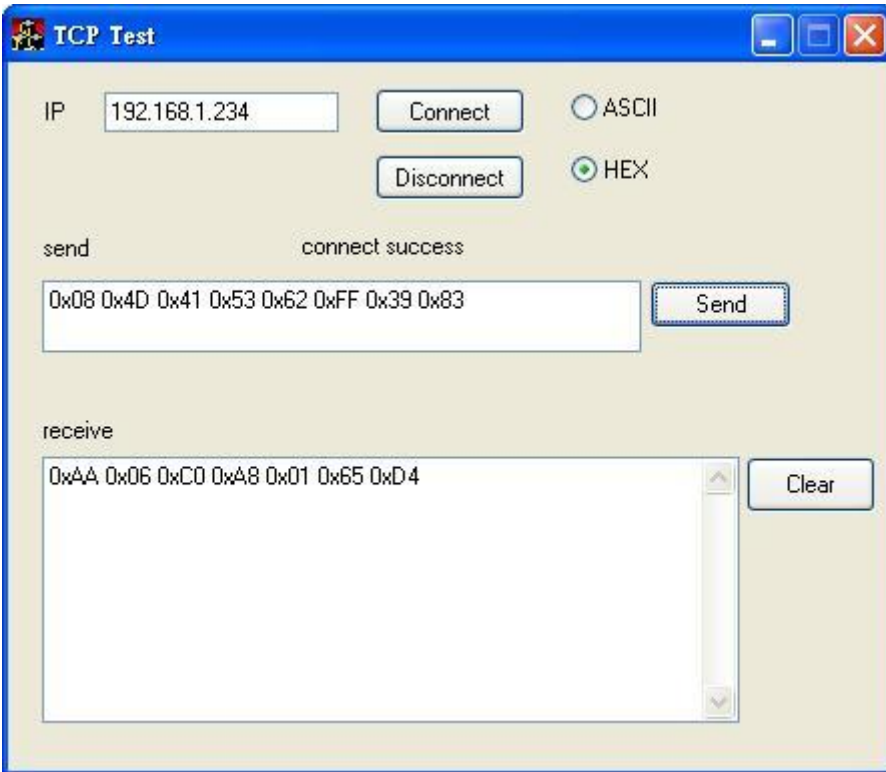 TCP Test
IP 192.168.1.234 Connect ASCII
Disconnect HEX
send connect success
0x08 0x4D 0x41 0x53 0x62 0xFF 0x39 0x83 Send
receive
0xAA 0x06 0xC0 0xA8 0x01 0x65 0xD4 Clear